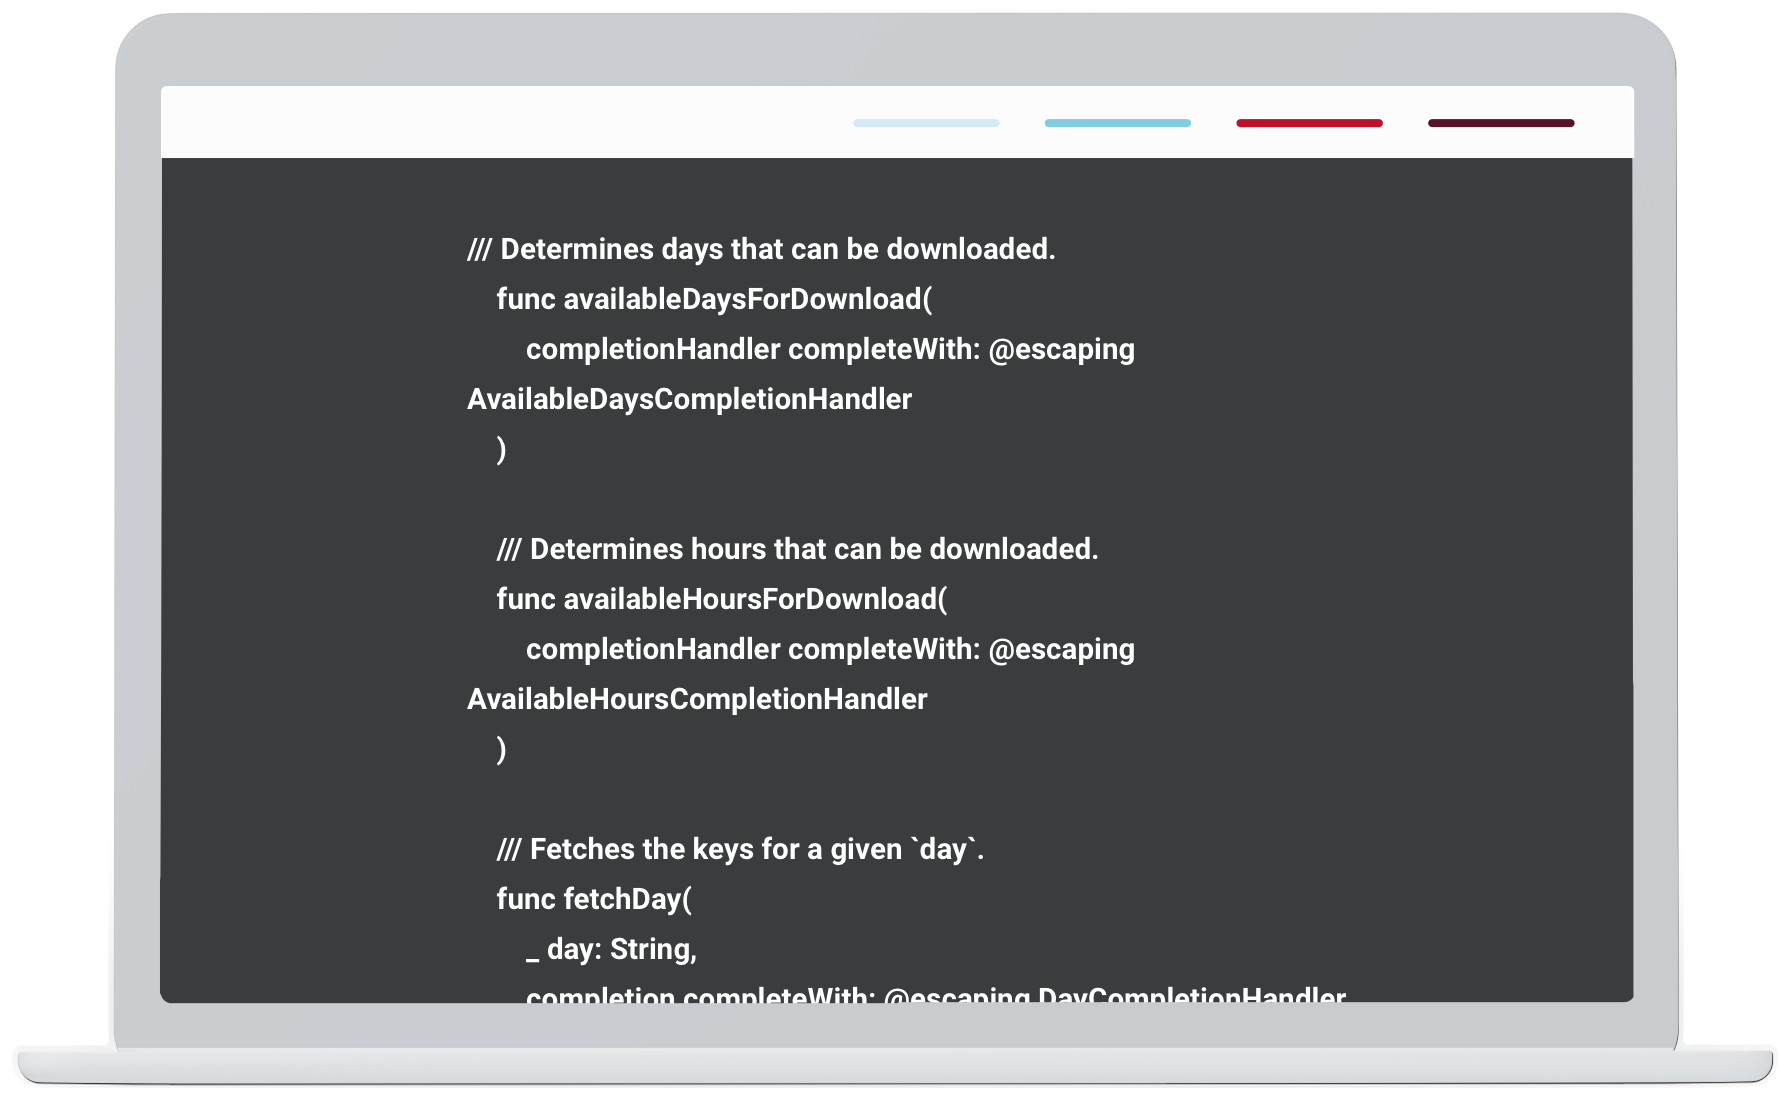 /// Determines days that can be downloaded.
func availableDaysForDownload(
completionHandler completeWith: @escaping
AvailableDaysCompletionHandler
)
/// Determines hours that can be downloaded.
func availableHoursForDownload(
completionHandler completeWith: @escaping
AvailableHoursCompletionHandler
)
/// Fetches the keys for a given `day`.
func fetchDay(
_ day: String,
completion completeWith: @escaping DayCompletionHandler